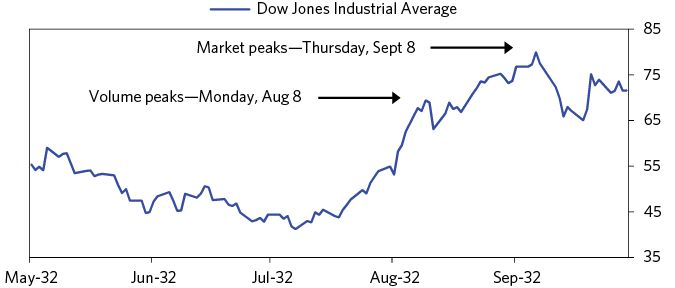 Dow Jones Industrial Average
85
Market peaks—Thursday, Sept 8
75
Volume peaks—Monday, Aug 8
65
55
45
35
May-32 Jun-32 Jul-32 Aug-32 Sep-32